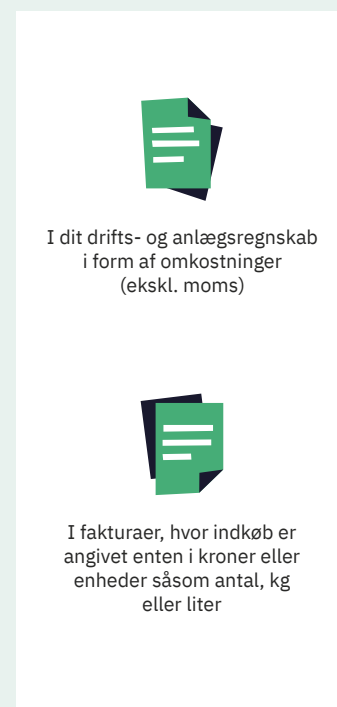 I dit drifts- og anlægsregnskab
i form af omkostninger
(ekskl. moms)
I fakturaer, hvor indkøb er
angivet enten i kroner eller
enheder såsom antal, kg
eller liter